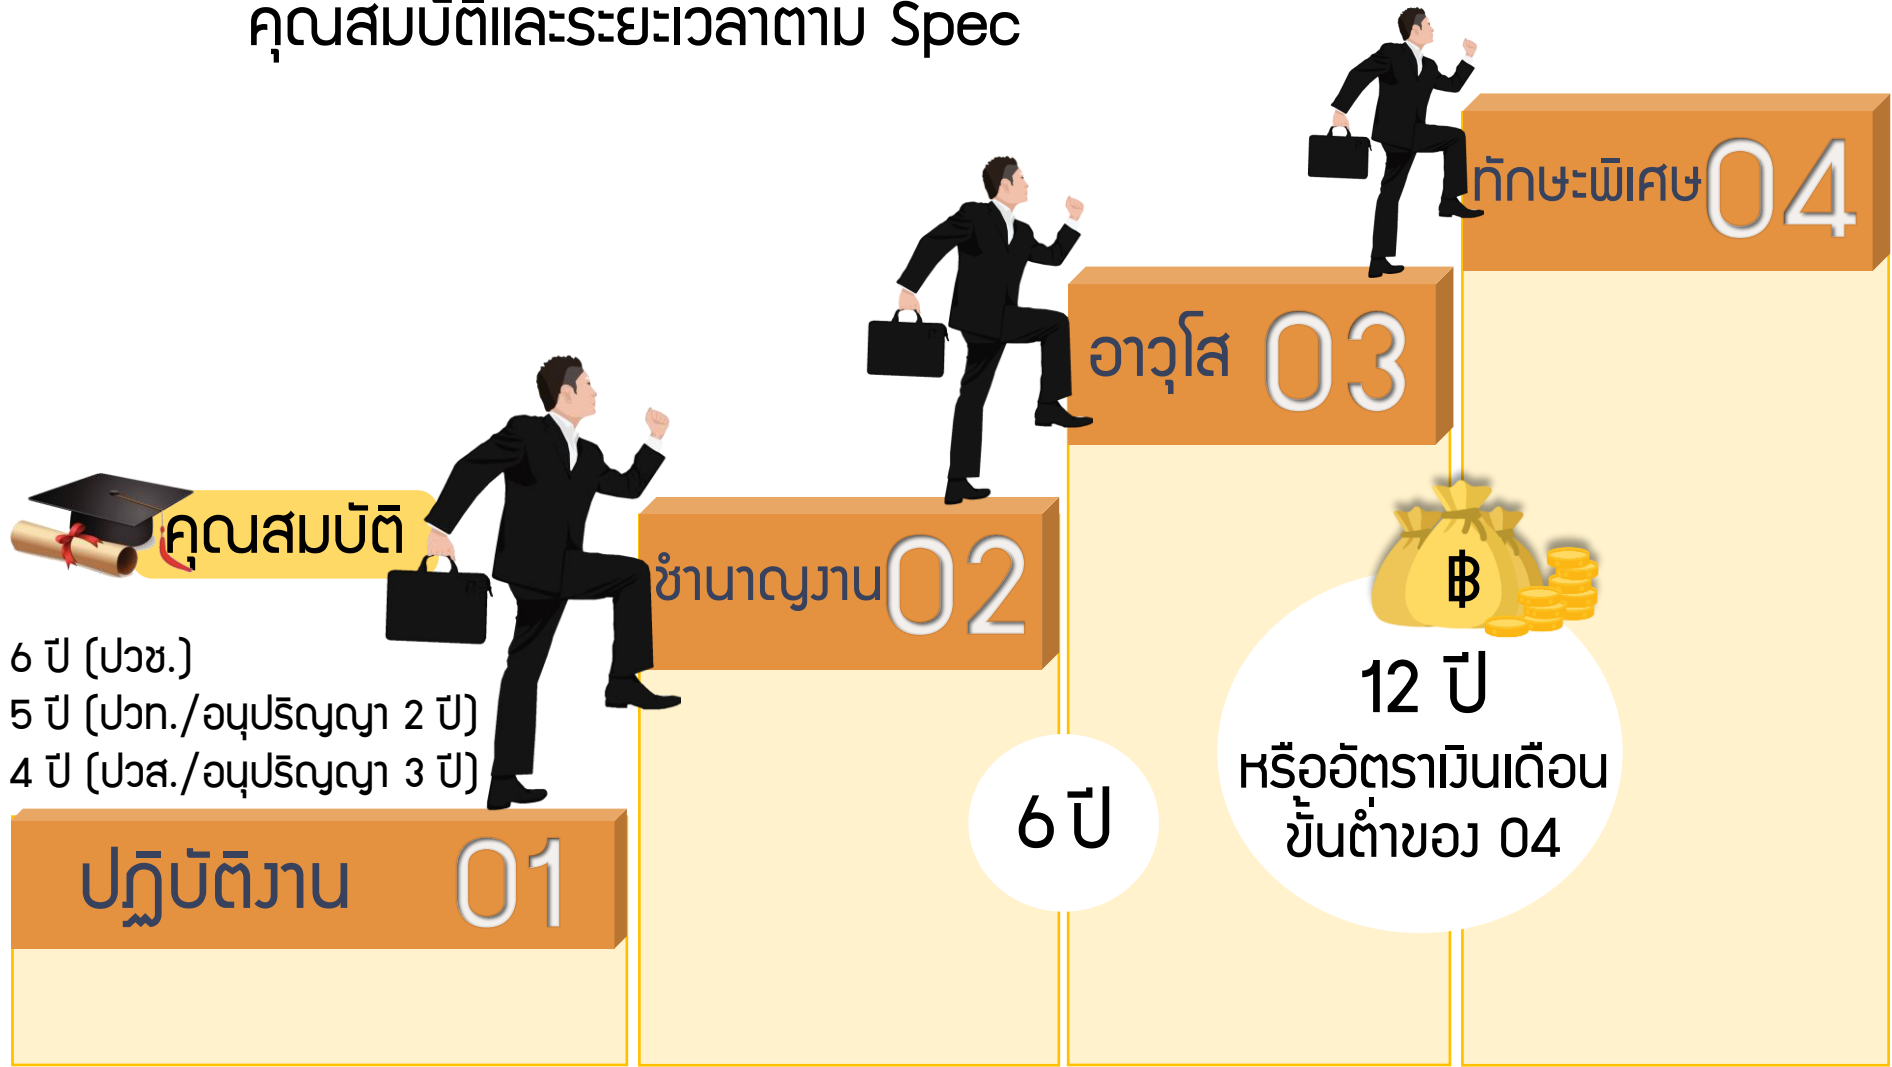 คุณสมบัติและระยะเวลาตาม Spec
ทักษะพิเศษ 04
อาวุโส 03
คุณสมบัติ
ชำนาญงาน 02
฿
6 ปี (ปวช.)
5 ปี (ปวท./อนุปริญญา 2 ปี)
4 ปี (ปวส./อนุปริญญา 3 ปี)
12 ปี
หรืออัตราเงินเดือน
ขั้นต่ำของ 04
6 ปี
ปฏิบัติงาน 01